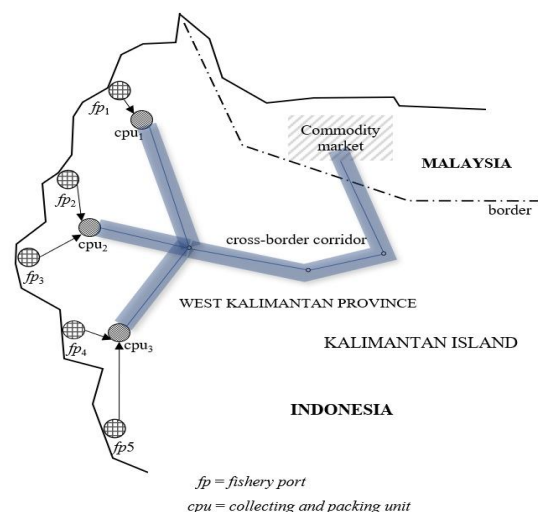 fp1
cpu1
Commodity
market
MALAYSIA
fp2
border
cpu2
cross-border corridor
fp3
WEST KALIMANTAN PROVINCE
fp4
cpu3
KALIMANTAN ISLAND
INDONESIA
fp5
fp = fishery port
cpu = collecting and packing unit